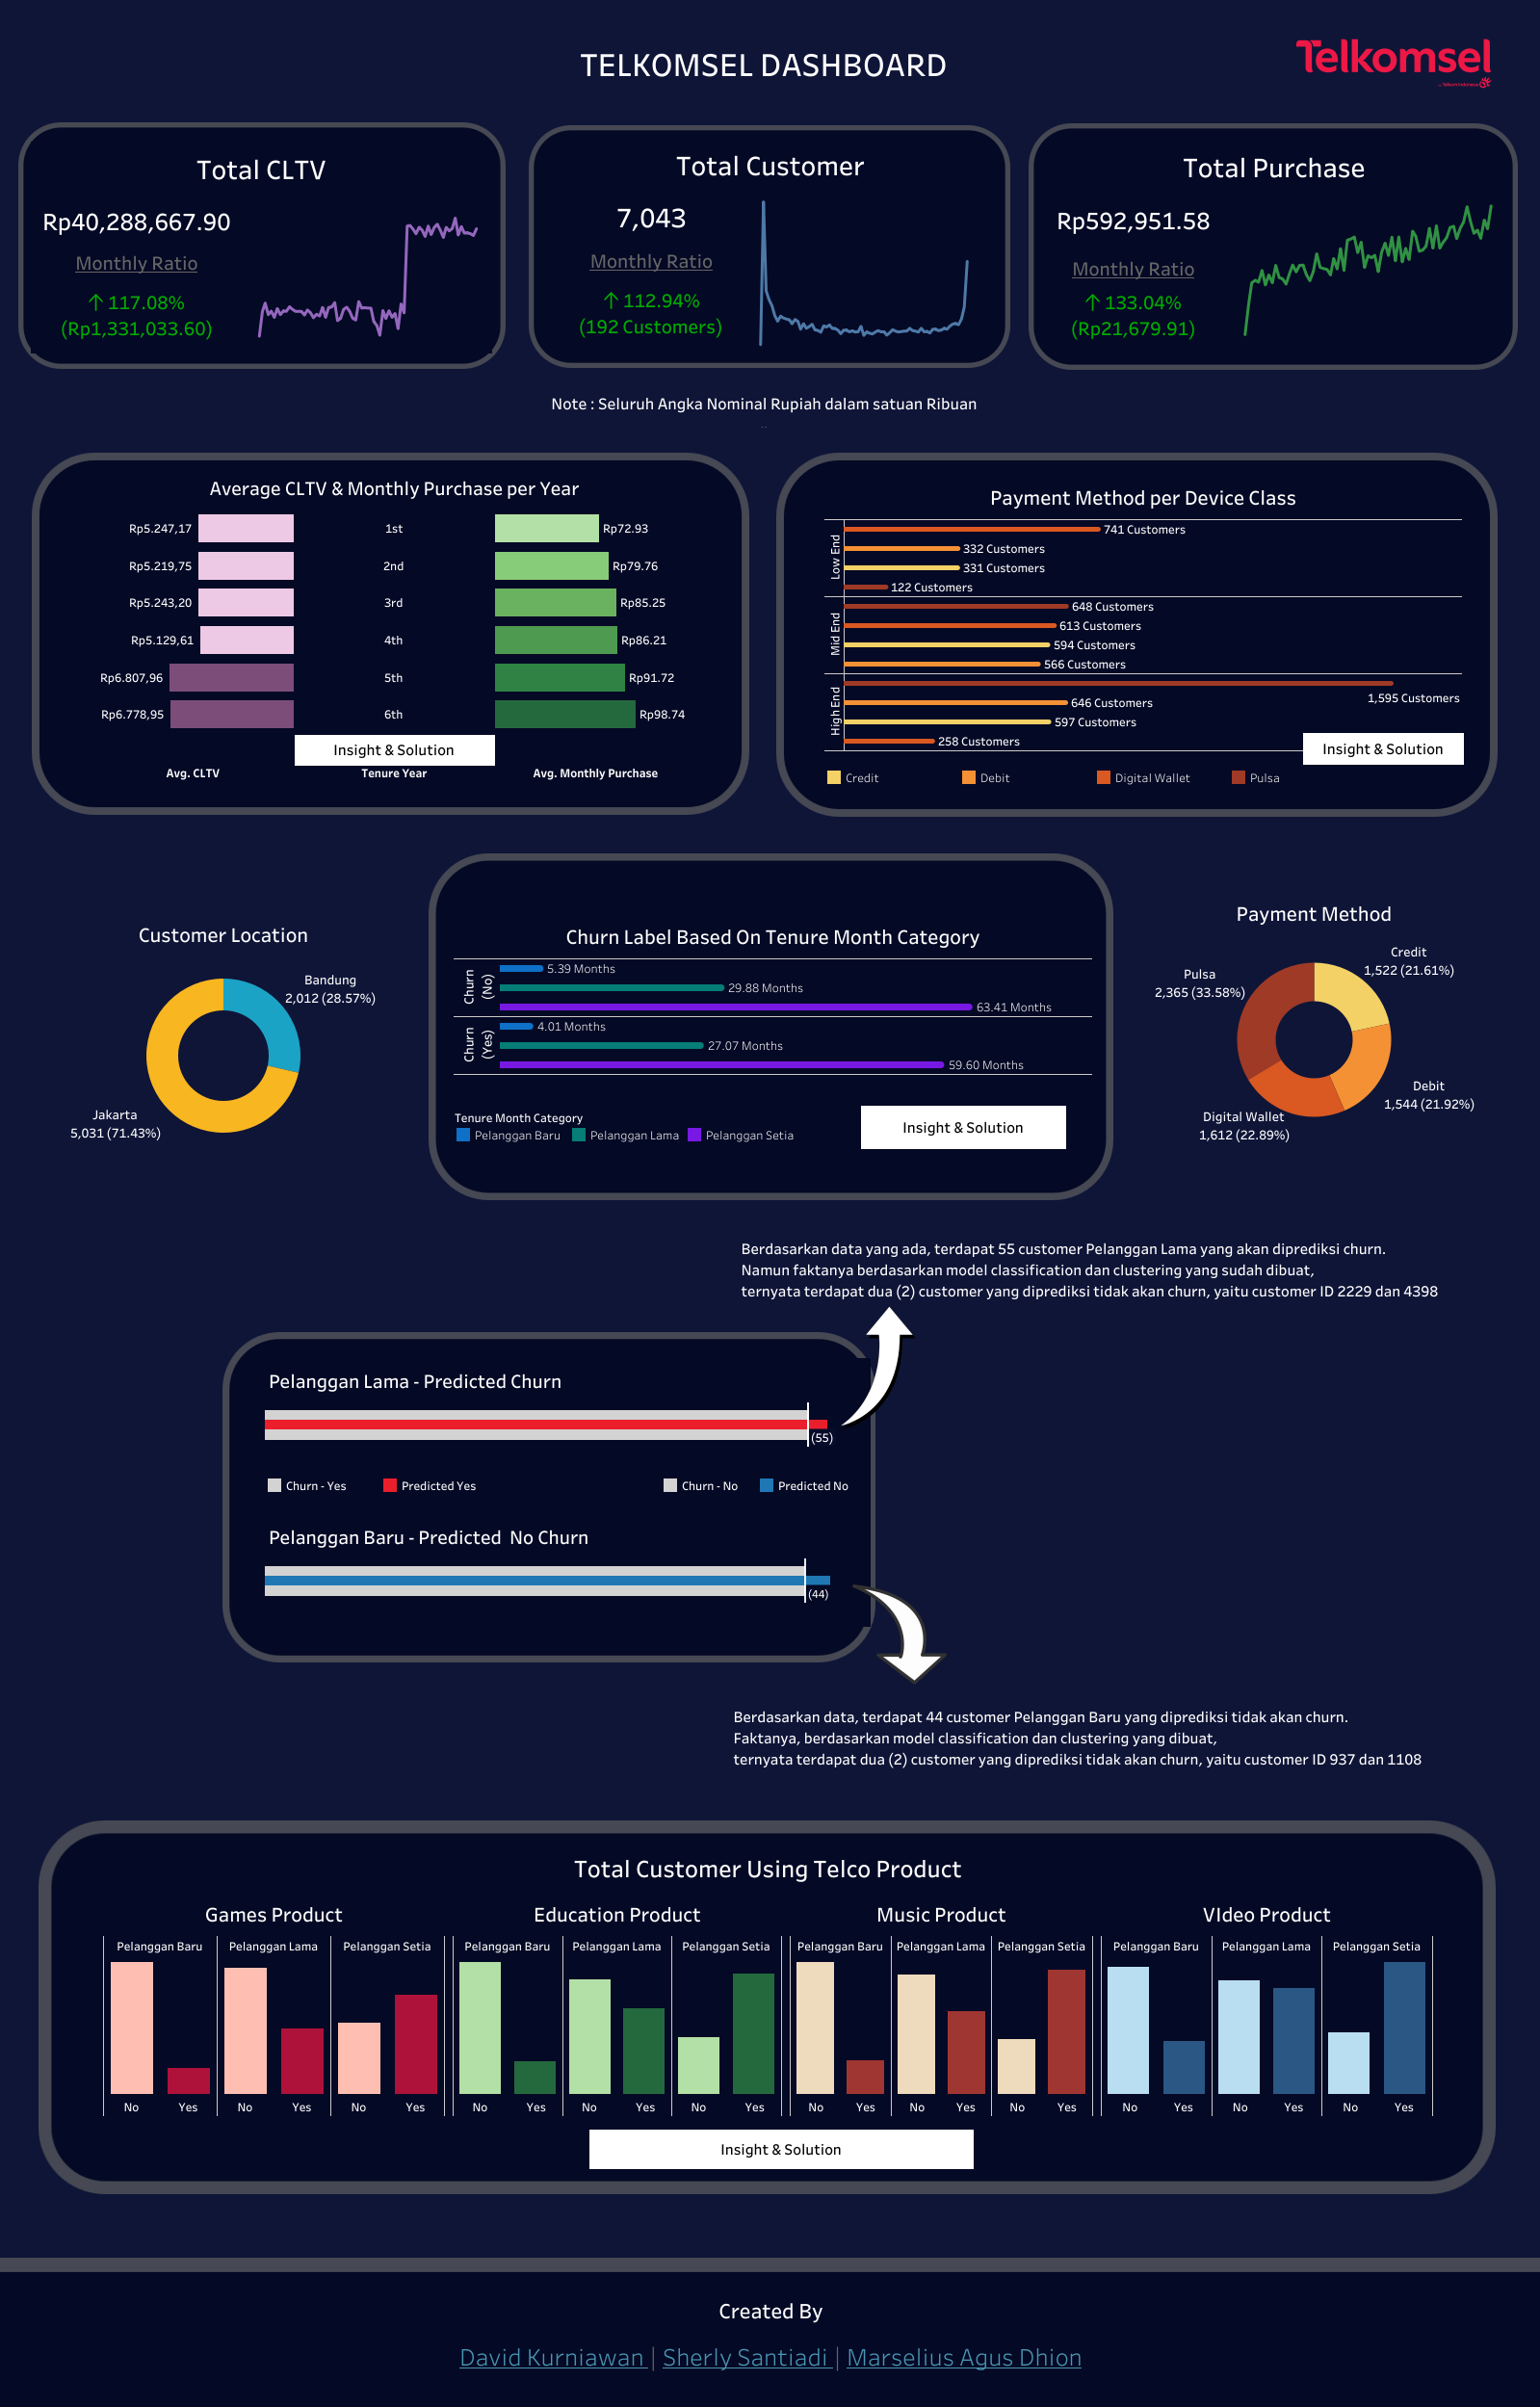 TELKOMSEL DASHBOARD
Telkomsel
Total CLTV
Rp40,288,667.90
Monthly Ratio
↑ 117.08%
(Rp1,331,033.60)
Total Customer
7,043
Monthly Ratio
↑ 112.94%
(192 Customers)
Total Purchase
Rp592,951.58
Monthly Ratio
↑ 133.04%
(Rp21,679.91)
Note : Seluruh Angka Nominal Rupiah dalam satuan Ribuan
Average CLTV & Monthly Purchase per Year
Rp5.247,17 1st Rp72.93
Rp5.219,75 2nd Rp79.76
Rp5.243,20 3rd Rp85.25
Rp5.129,61 4th Rp86.21
Rp6.807,96 5th Rp91.72
Rp6.778,95 6th Rp98.74
Insight & Solution
Avg. CLTV Tenure Year Avg. Monthly Purchase
Payment Method per Device Class
Low End
741 Customers
332 Customers
331 Customers
122 Customers
Mid End
648 Customers
613 Customers
594 Customers
566 Customers
High End
1,595 Customers
646 Customers
597 Customers
258 Customers
Insight & Solution
Credit Debit Digital Wallet Pulsa
Customer Location
Bandung
2,012 (28.57%)
Jakarta
5,031 (71.43%)
Churn Label Based On Tenure Month Category
Churn
(No)
5.39 Months
29.88 Months
63.41 Months
Churn
(Yes)
4.01 Months
27.07 Months
59.60 Months
Tenure Month Category
Pelanggan Baru Pelanggan Lama Pelanggan Setia
Insight & Solution
Payment Method
Credit
1,522 (21.61%)
Pulsa
2,365 (33.58%)
Debit
1,544 (21.92%)
Digital Wallet
1,612 (22.89%)
Berdasarkan data yang ada, terdapat 55 customer Pelanggan Lama yang akan diprediksi churn.
Namun faktanya berdasarkan model classification dan clustering yang sudah dibuat,
ternyata terdapat dua (2) customer yang diprediksi tidak akan churn, yaitu customer ID 2229 dan 4398
Pelanggan Lama - Predicted Churn
(55)
Churn - Yes Predicted Yes Churn - No Predicted No
Pelanggan Baru - Predicted No Churn
(44)
Berdasarkan data, terdapat 44 customer Pelanggan Baru yang diprediksi tidak akan churn.
Faktanya, berdasarkan model classification dan clustering yang dibuat,
ternyata terdapat dua (2) customer yang diprediksi tidak akan churn, yaitu customer ID 937 dan 1108
Total Customer Using Telco Product
Games Product Education Product Music Product VIdeo Product
Pelanggan Baru Pelanggan Lama Pelanggan Setia Pelanggan Baru Pelanggan Lama Pelanggan Setia Pelanggan Baru Pelanggan Lama Pelanggan Setia Pelanggan Baru Pelanggan Lama Pelanggan Setia
No Yes No Yes No Yes No Yes No Yes No Yes No Yes No Yes No Yes No Yes No Yes No Yes
Insight & Solution
Created By
David Kurniawan | Sherly Santiadi | Marselius Agus Dhion